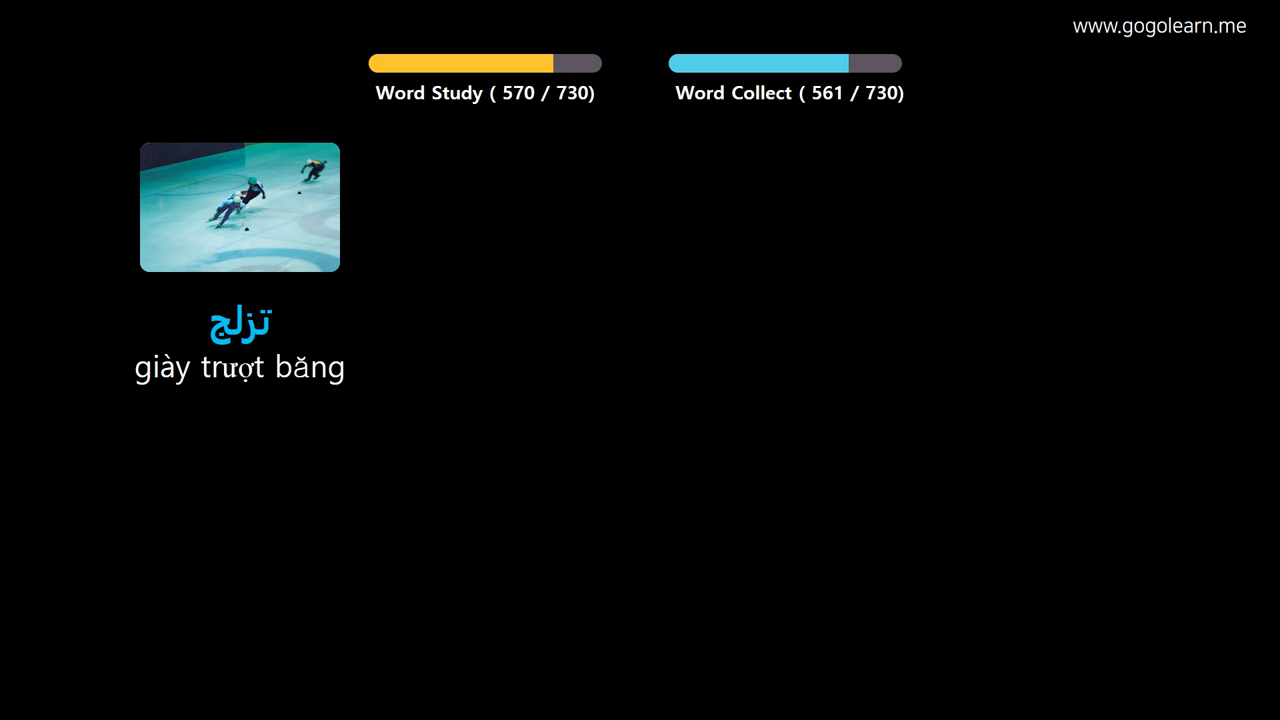 www.gogolearn.me
Word Study ( 570 / 730)
Word Collect ( 561 / 730)
تزلج
giày trượt băng